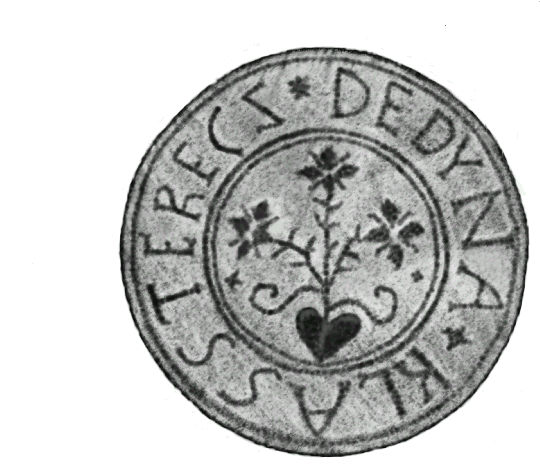 DEDYNA * KLASSTERECZ *